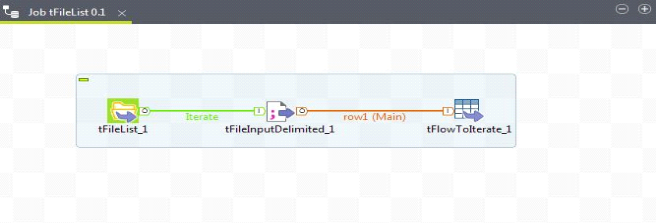 Job tFileList 0.1
Iterate
row1 (Main)
tFileList_1
tFileInputDelimited_1
tFlowToIterate_1